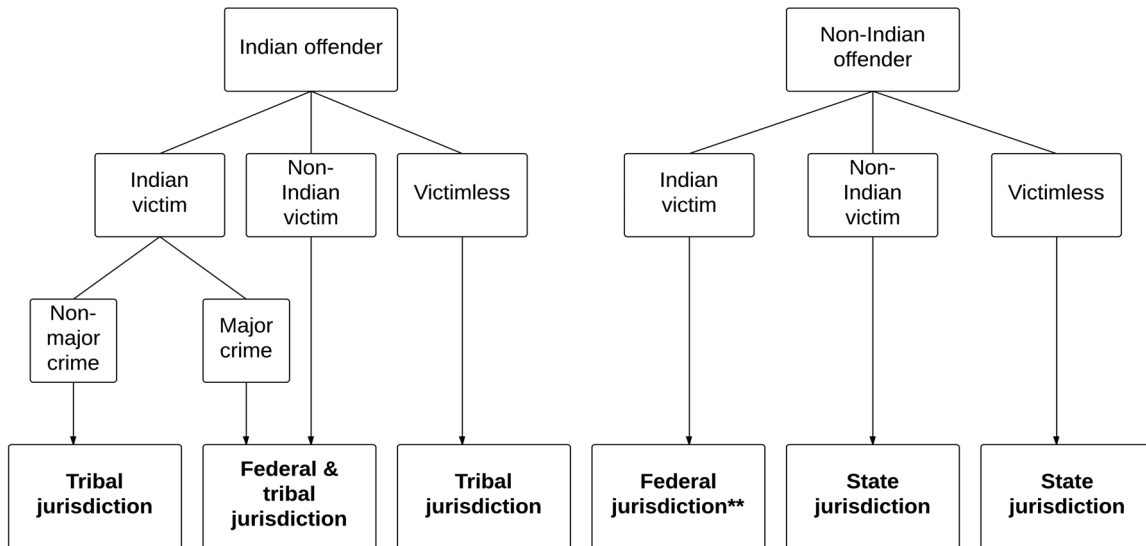 Indian offender
Non-Indian
offender
Indian
victim
Non-
Indian
victim
Victimless
Indian
victim
Non-
Indian
victim
Victimless
Non-
major
crime
Major
crime
Tribal
jurisdiction
Federal &
tribal
jurisdiction
Tribal
jurisdiction
Federal
jurisdiction**
State
jurisdiction
State
jurisdiction